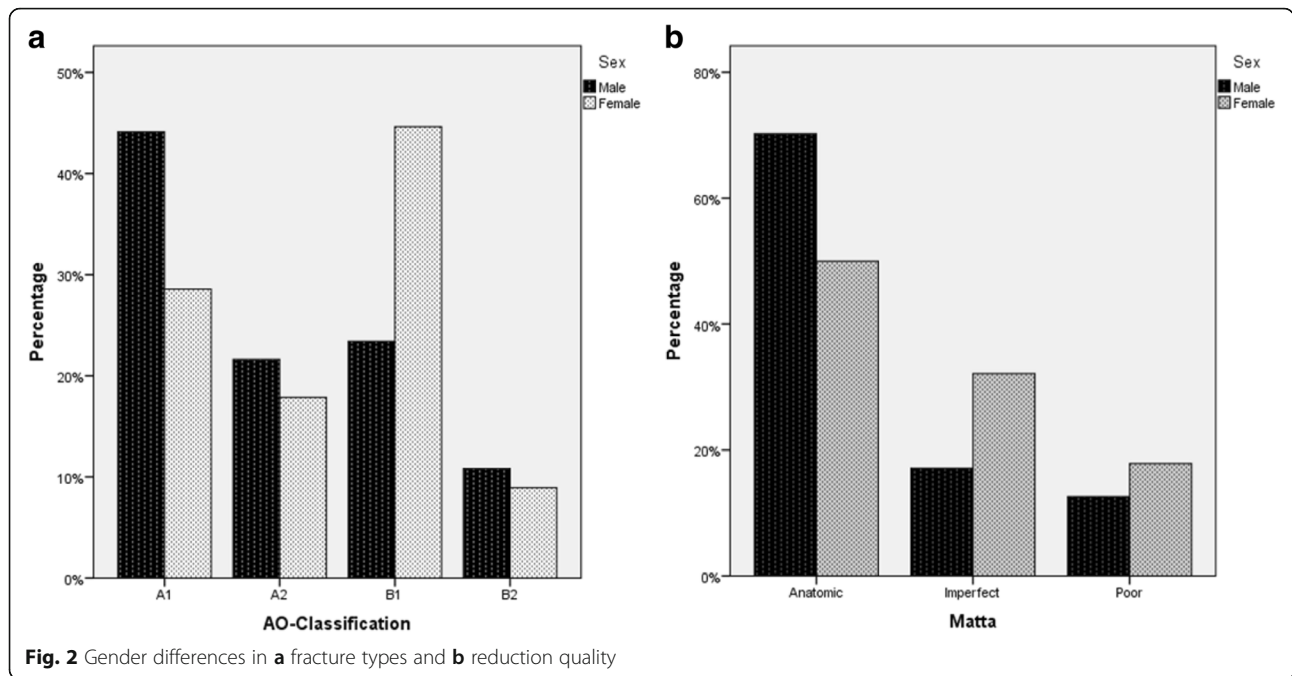 a
Sex
Male
Female
50%
40%
30%
20%
10%
0%
Percentage
A1 A2 B1 B2
AO-Classification
b
Sex
Male
Female
80%
60%
40%
20%
0%
Percentage
Anatomic Imperfect Poor
Matta
Fig. 2 Gender differences in a fracture types and b reduction quality